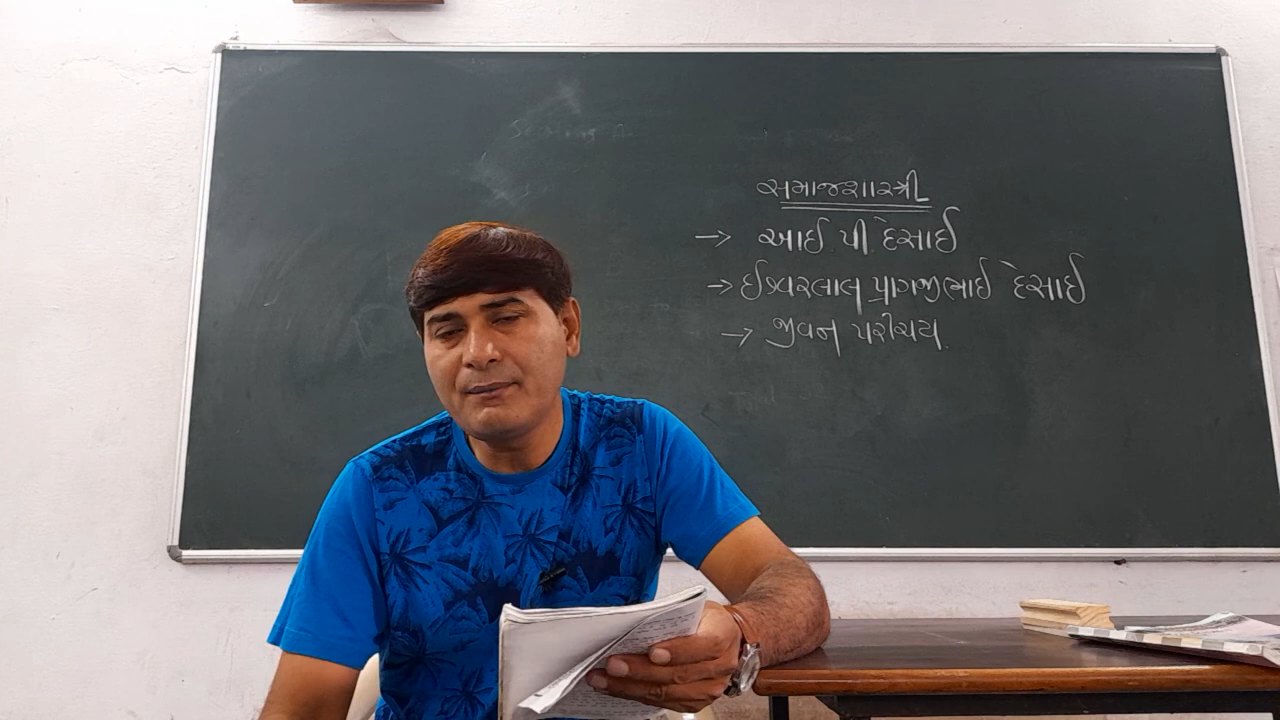 સમાજશાસ્ત્રી
→ આઈ. પી. દેસાઈ
→ ઈશ્વરલાલ પ્રાગજીભાઈ દેસાઈ
→ જીવન પરીચય.